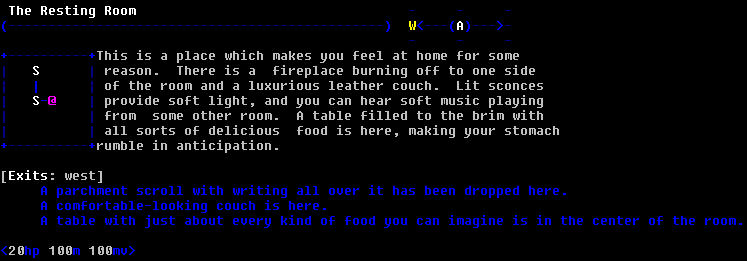 The Resting Room
(-----------------------------------------------) W<---(A)--->
+-----------+This is a place which makes you feel at home for some
| S | reason. There is a fireplace burning off to one side
| | | of the room and a luxurious leather couch. Lit sconces
| S-@ | provide soft light, and you can hear soft music playing
| | from some other room. A table filled to the brim with
| | all sorts of delicious food is here, making your stomach
+-----------+rumble in anticipation.
[Exits: west]
A parchment scroll with writing all over it has been dropped here.
A comfortable-looking couch is here.
A table with just about every kind of food you can imagine is in the center of the room.
<20hp 100m 100mv>